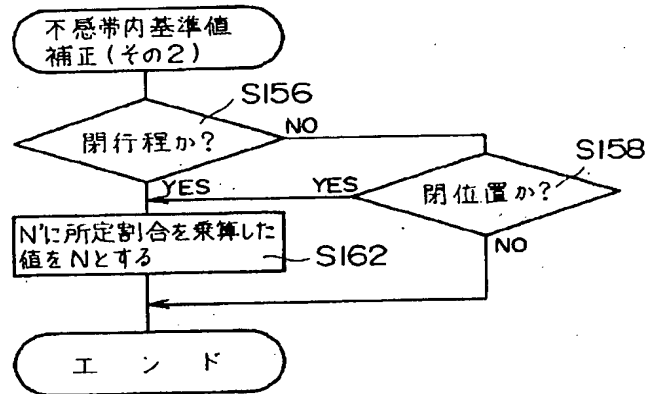 不感帯内基準値
補正(その2)
S156
閉行程か?
NO
S158
YES
YES
閉位置か?
N'に所定割合を乗算した
値をNとする
S162
NO
エンド